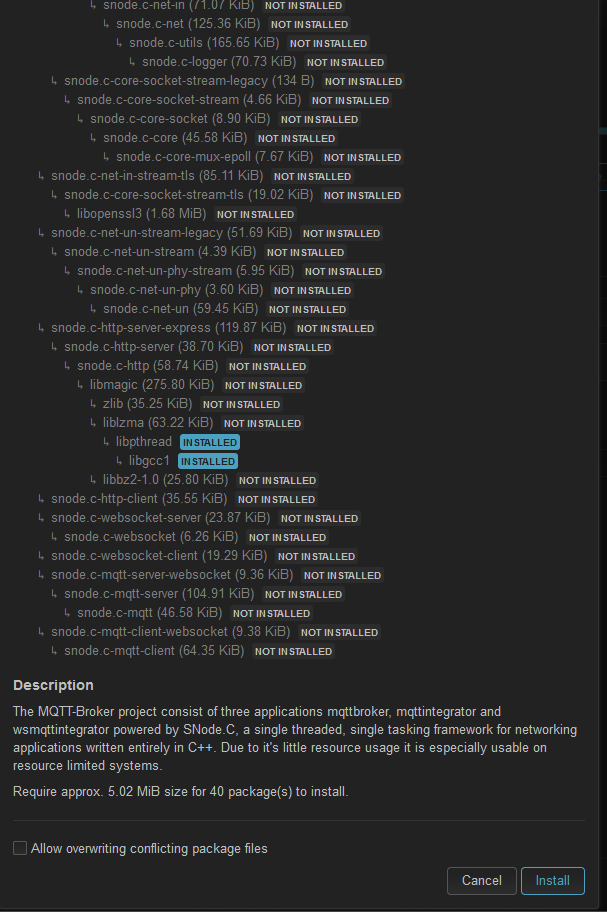 ↳ snode.c-net-in (71.07 KiB) NOT INSTALLED
↳ snode.c-net (125.36 KiB) NOT INSTALLED
↳ snode.c-utils (165.65 KiB) NOT INSTALLED
↳ snode.c-logger (70.73 KiB) NOT INSTALLED
↳ snode.c-core-socket-stream-legacy (134 B) NOT INSTALLED
↳ snode.c-core-socket-stream (4.66 KiB) NOT INSTALLED
↳ snode.c-core-socket (8.90 KiB) NOT INSTALLED
↳ snode.c-core (45.58 KiB) NOT INSTALLED
↳ snode.c-core-mux-epoll (7.67 KiB) NOT INSTALLED
↳ snode.c-net-in-stream-tls (85.11 KiB) NOT INSTALLED
↳ snode.c-core-socket-stream-tls (19.02 KiB) NOT INSTALLED
↳ libopenssl3 (1.68 MiB) NOT INSTALLED
↳ snode.c-net-un-stream-legacy (51.69 KiB) NOT INSTALLED
↳ snode.c-net-un-stream (4.39 KiB) NOT INSTALLED
↳ snode.c-net-un-phy-stream (5.95 KiB) NOT INSTALLED
↳ snode.c-net-un-phy (3.60 KiB) NOT INSTALLED
↳ snode.c-net-un (59.45 KiB) NOT INSTALLED
↳ snode.c-http-server-express (119.87 KiB) NOT INSTALLED
↳ snode.c-http-server (38.70 KiB) NOT INSTALLED
↳ snode.c-http (58.74 KiB) NOT INSTALLED
↳ libmagic (275.80 KiB) NOT INSTALLED
↳ zlib (35.25 KiB) NOT INSTALLED
↳ liblzma (63.22 KiB) NOT INSTALLED
↳ libpthread INSTALLED
↳ libgcc1 INSTALLED
↳ libbz2-1.0 (25.80 KiB) NOT INSTALLED
↳ snode.c-http-client (35.55 KiB) NOT INSTALLED
↳ snode.c-websocket-server (23.87 KiB) NOT INSTALLED
↳ snode.c-websocket (6.26 KiB) NOT INSTALLED
↳ snode.c-websocket-client (19.29 KiB) NOT INSTALLED
↳ snode.c-mqtt-server-websocket (9.36 KiB) NOT INSTALLED
↳ snode.c-mqtt-server (104.91 KiB) NOT INSTALLED
↳ snode.c-mqtt (46.58 KiB) NOT INSTALLED
↳ snode.c-mqtt-client-websocket (9.38 KiB) NOT INSTALLED
↳ snode.c-mqtt-client (64.35 KiB) NOT INSTALLED
Description
The MQTT-Broker project consist of three applications mqttbroker, mqttintegrator and
wsmqttintegrator powered by SNode.C, a single threaded, single tasking framework for networking
applications written entirely in C++. Due to it's little resource usage it is especially usable on
resource limited systems.
Require approx. 5.02 MiB size for 40 package(s) to install.
Allow overwriting conflicting package files
Cancel Install